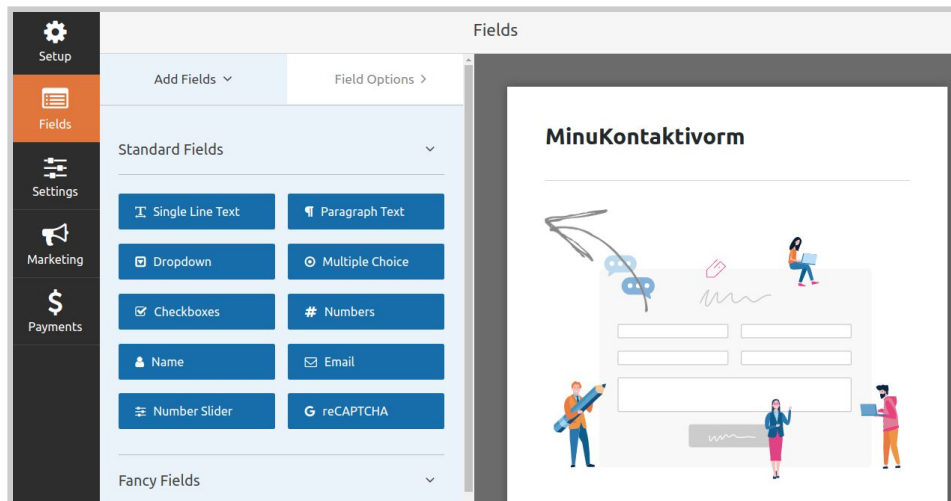 Fields
Setup
Fields
Settings
Marketing
Payments
Add Fields
Field Options
Standard Fields
Single Line Text
Paragraph Text
Dropdown
Multiple Choice
Checkboxes
# Numbers
Name
Email
Number Slider
G reCAPTCHA
Fancy Fields
MinuKontaktivorm